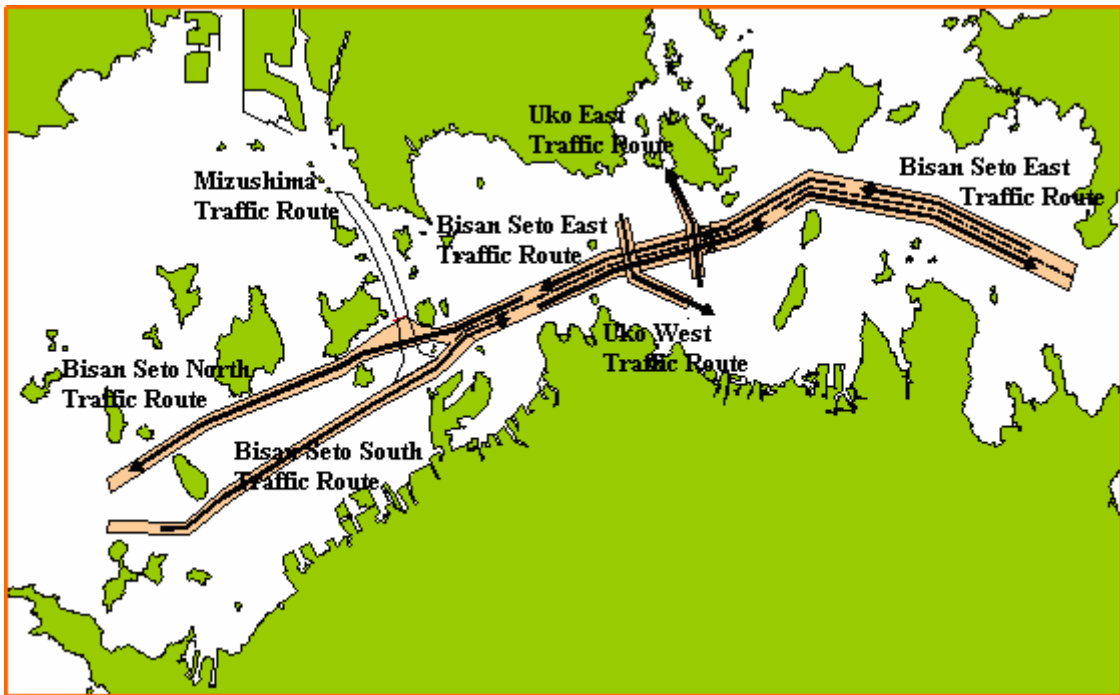 Uko East
Traffic Route
Bisan Seto East
Traffic Route
Mizushima
Traffic Route
Bisan Seto East
Traffic Route
Uko West
Traffic Route
Bisan Seto North
Traffic Route
Bisan Seto South
Traffic Route